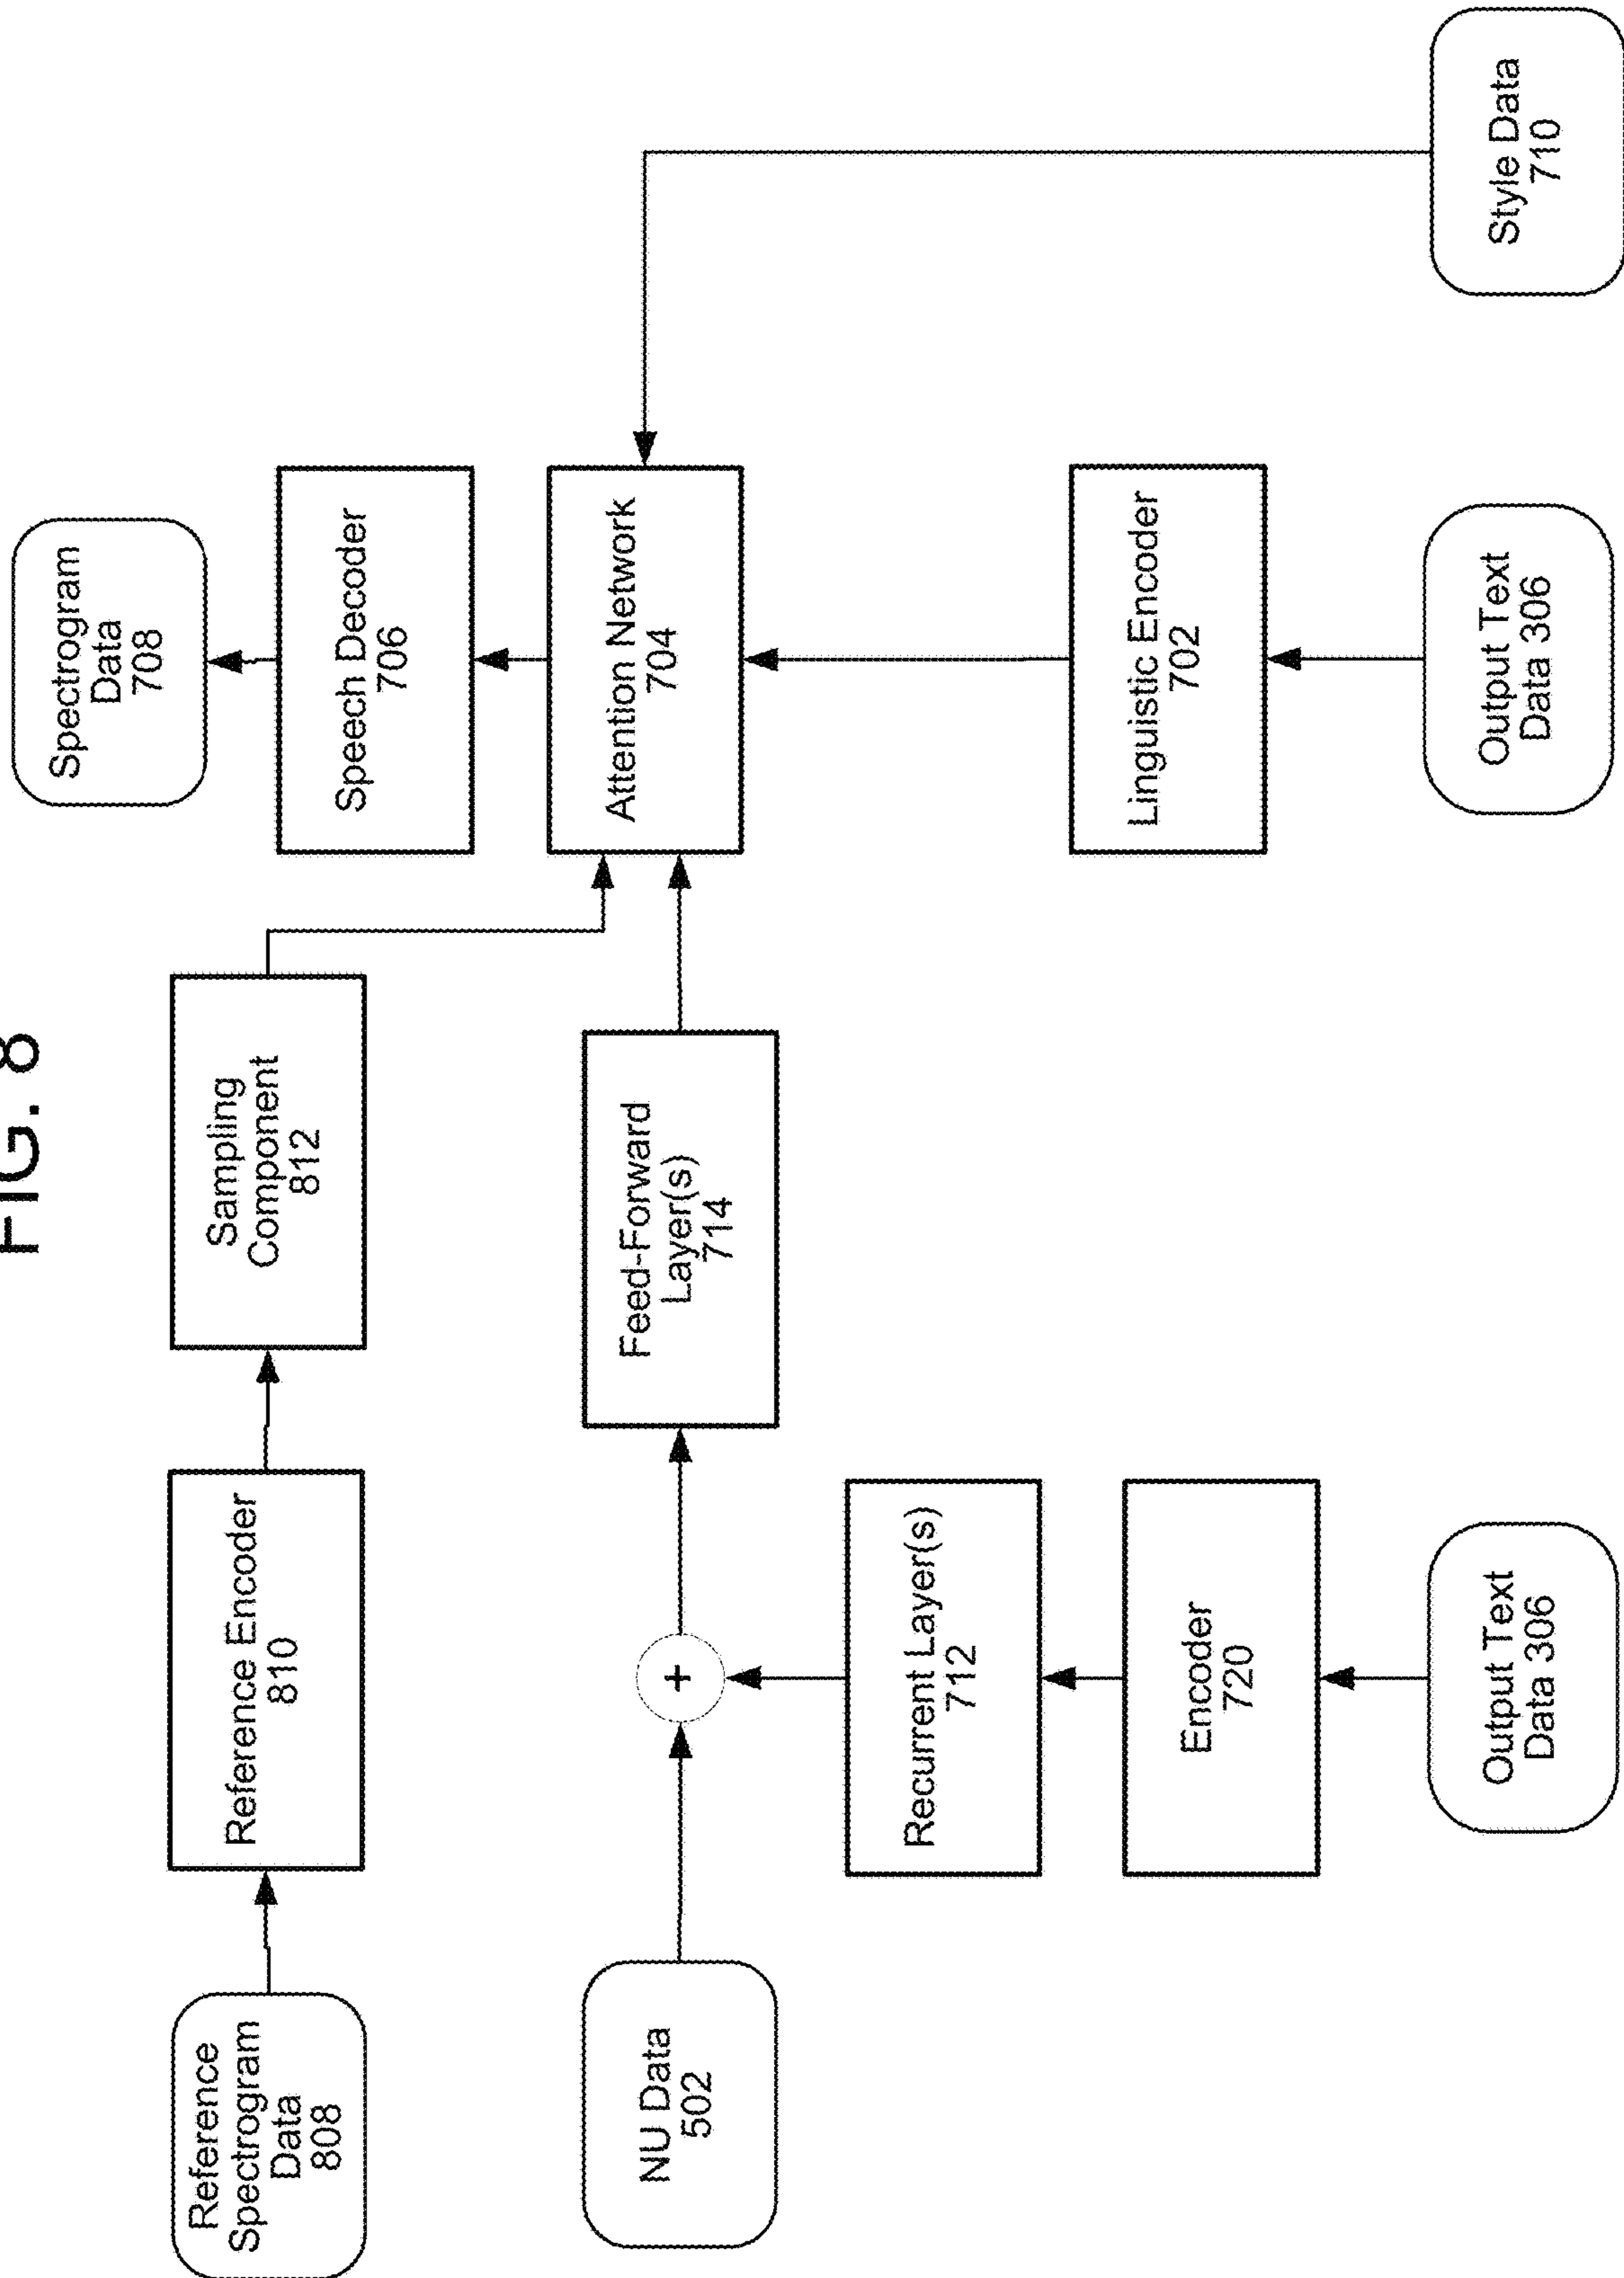 FIG. 8
Reference
Spectrogram
Data
808
Reference Encoder
810
Sampling
Component
812
Spectrogram
Data
708
Speech Decoder
706
Attention Network
704
NU Data
502
+
Feed-Forward
Layer(s)
714
Recurrent Layer(s)
712
Encoder
720
Output Text
Data 306
Linguistic Encoder
702
Output Text
Data 306
Style Data
710